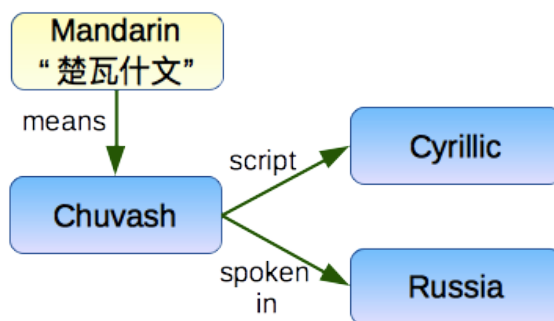 Mandarin
“楚瓦什文”
means
Chuvash
script
Cyrillic
spoken
in
Russia